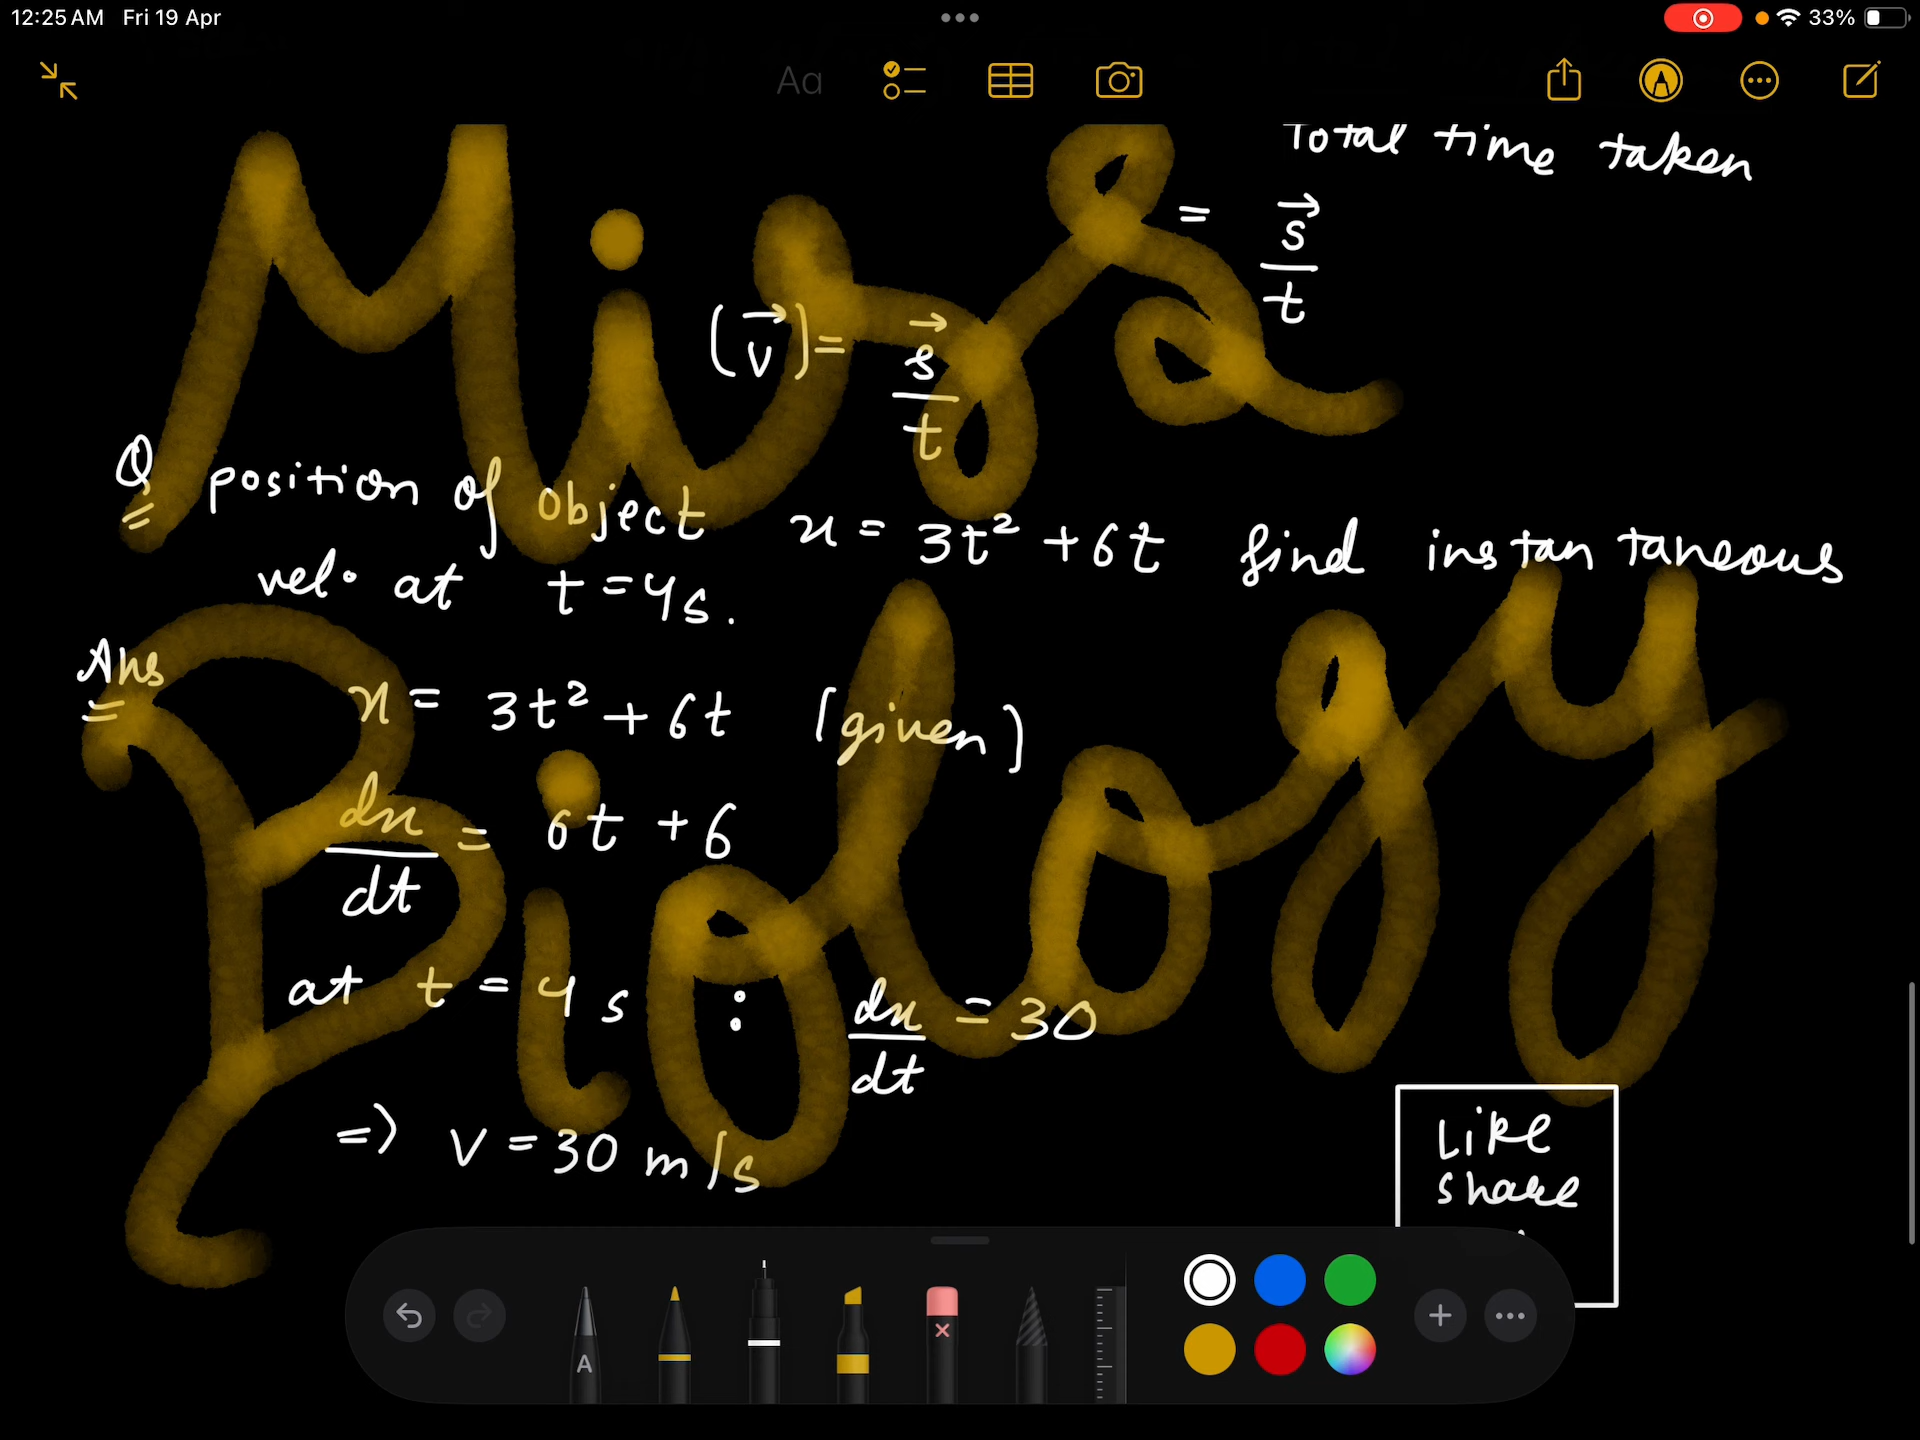 12:25 AM Fri 19 Apr
33%
Aa
Total time taken
= s⃗/t
(v⃗) = s⃗/t
Q position of object x = 3t² + 6t find instantaneous
vel. at t = 4s.
Ans
x = 3t² + 6t (given)
dx/dt = 6t + 6
at t = 4 s : dx/dt = 30
=> v = 30 m/s
Like
share
A
Miss
Biology